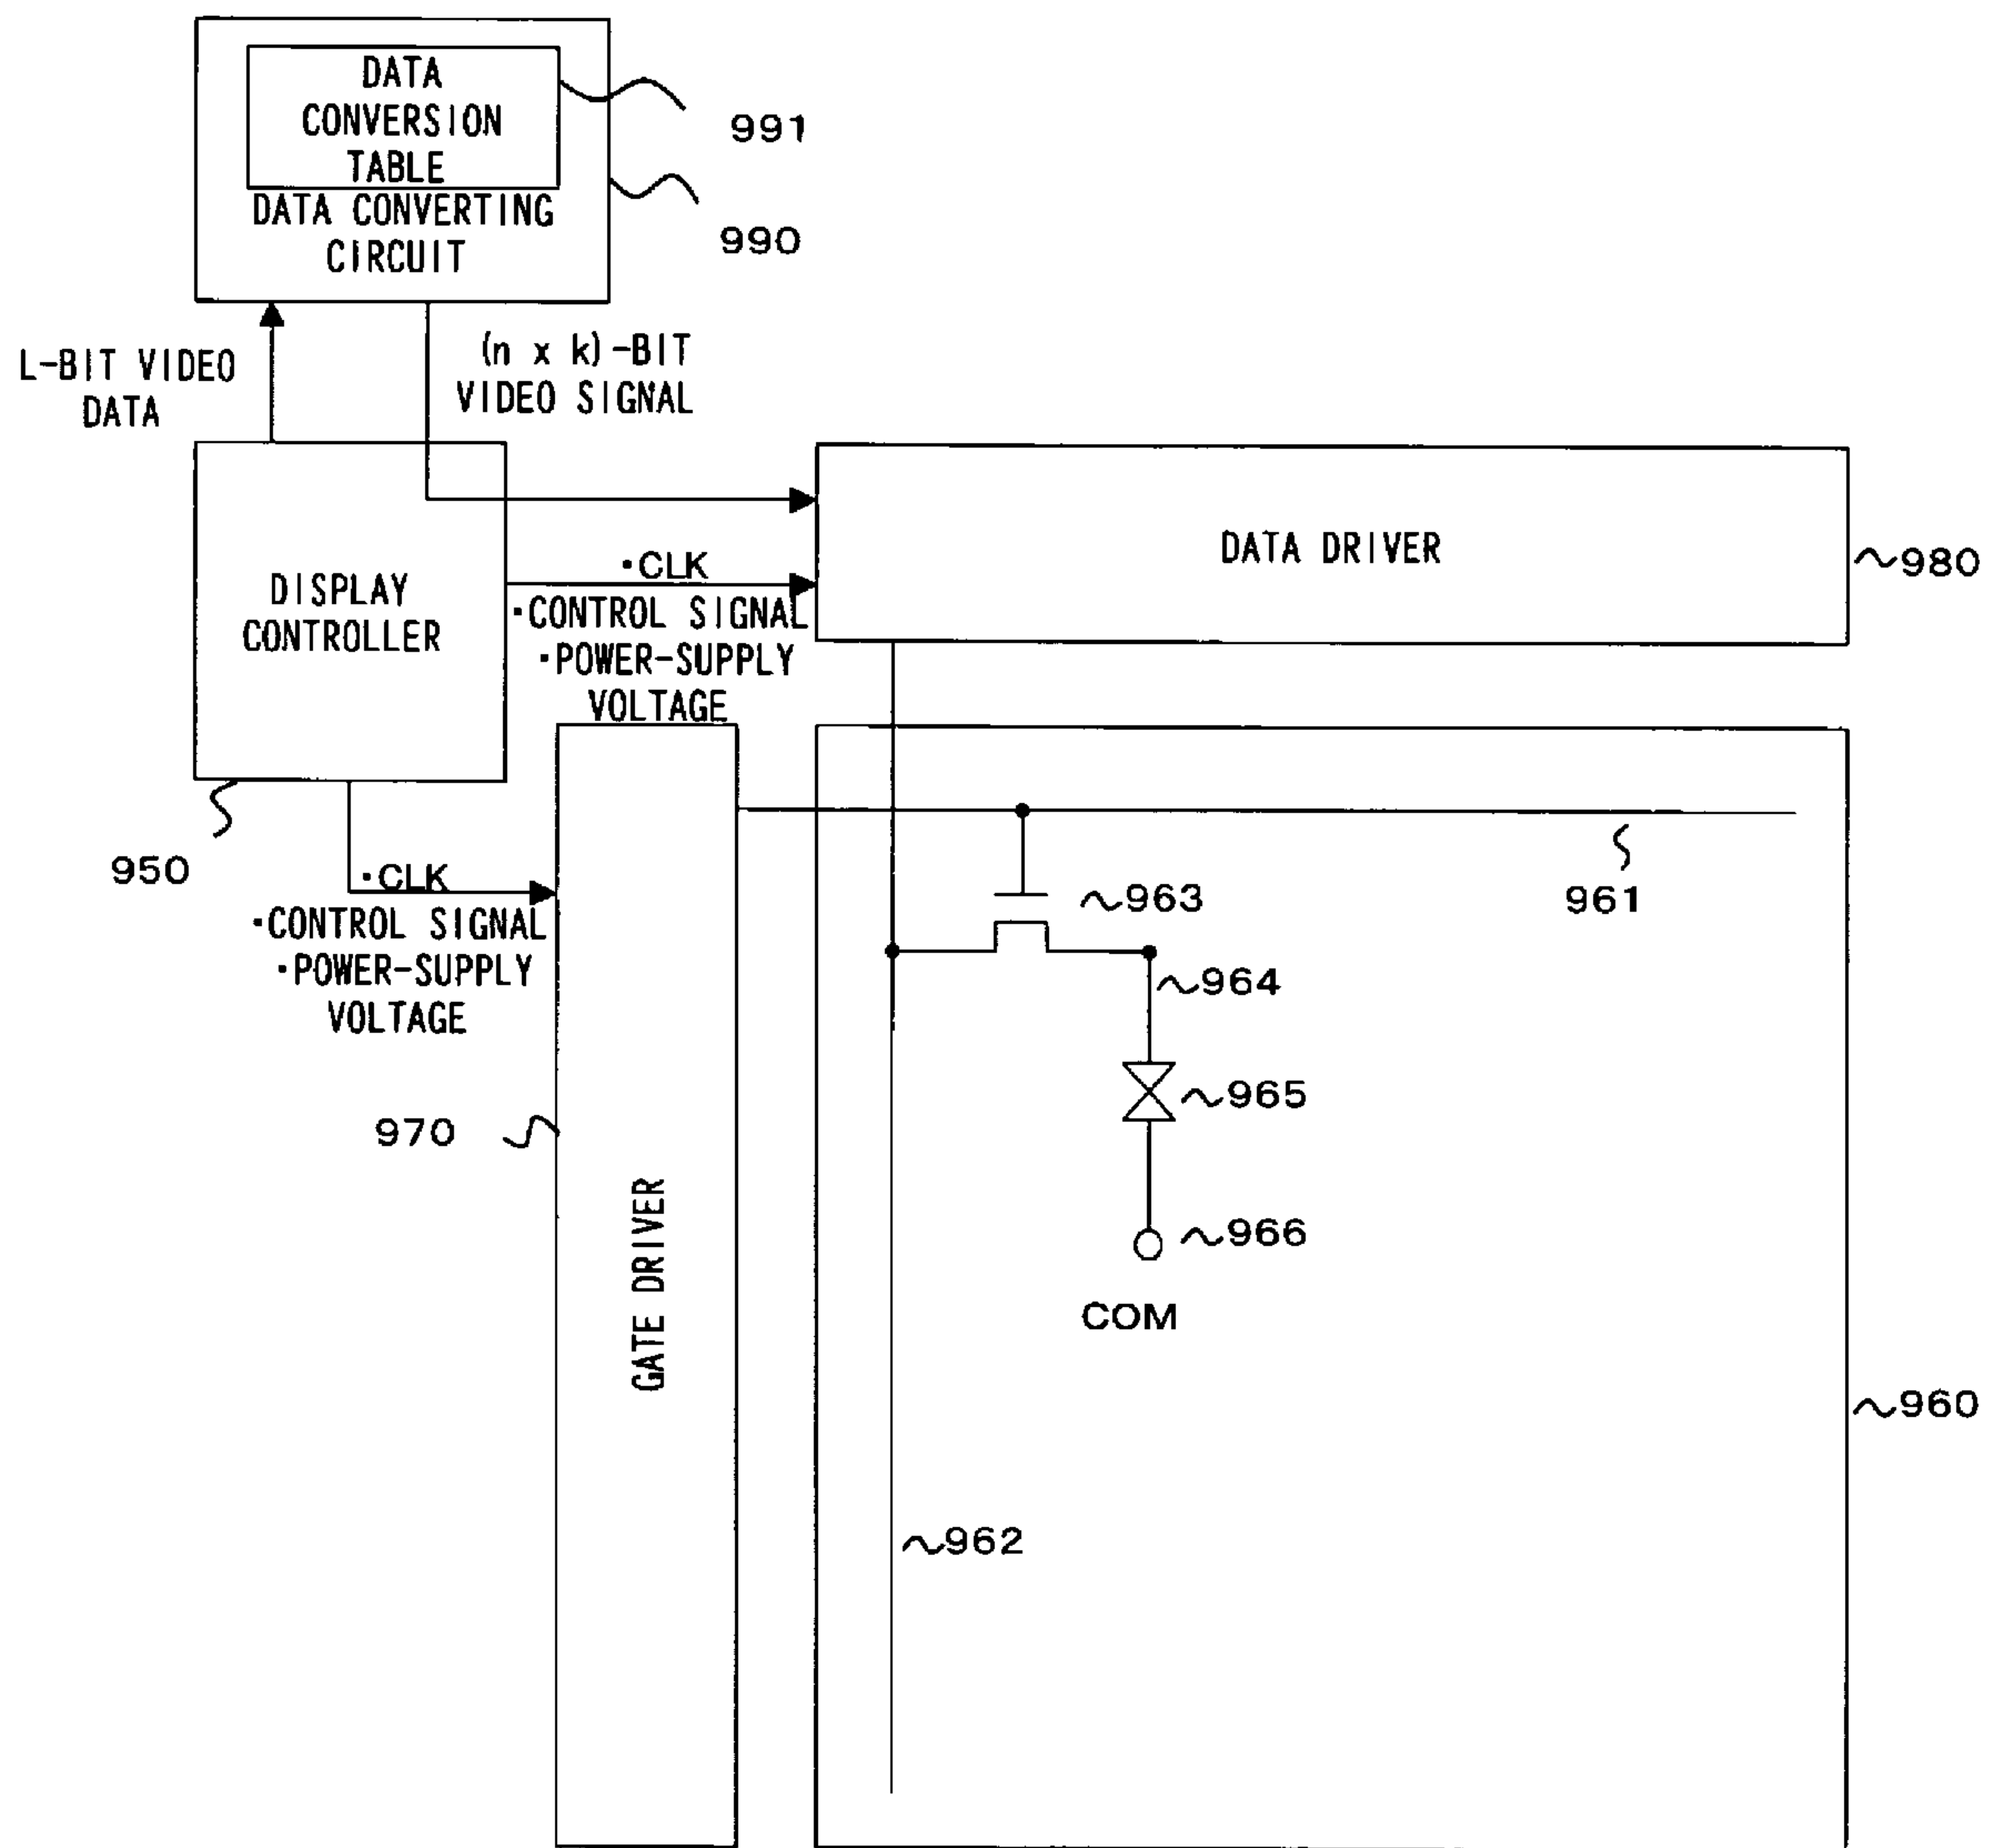 DATA
CONVERSION
TABLE
991
DATA CONVERTING
CIRCUIT
990
L-BIT VIDEO
DATA
(n x k)-BIT
VIDEO SIGNAL
DISPLAY
CONTROLLER
950
DATA DRIVER
980
・CLK
・CONTROL SIGNAL
・POWER-SUPPLY
VOLTAGE
・CLK
・CONTROL SIGNAL
・POWER-SUPPLY
VOLTAGE
961
963
964
965
966
COM
970
GATE DRIVER
960
962